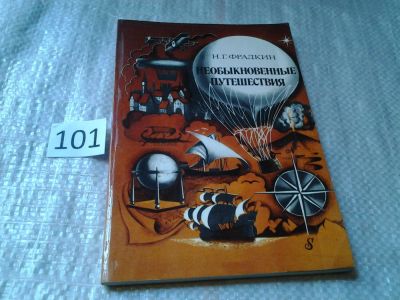 Н. Г. ФРАДКИН
НЕОБЫКНОВЕННЫЕ
ПУТЕШЕСТВИЯ
101
S